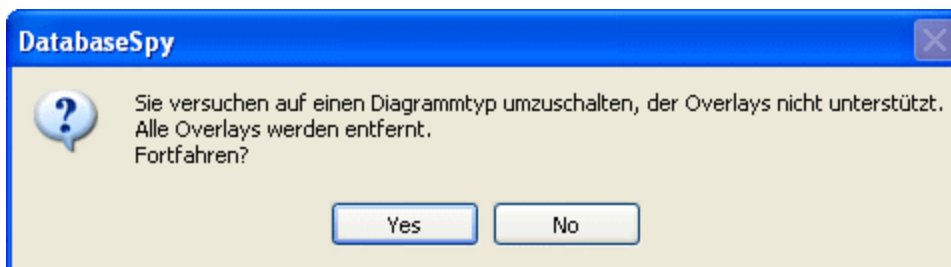 DatabaseSpy
Sie versuchen auf einen Diagrammtyp umzuschalten, der Overlays nicht unterstützt.
Alle Overlays werden entfernt.
Fortfahren?
Yes
No